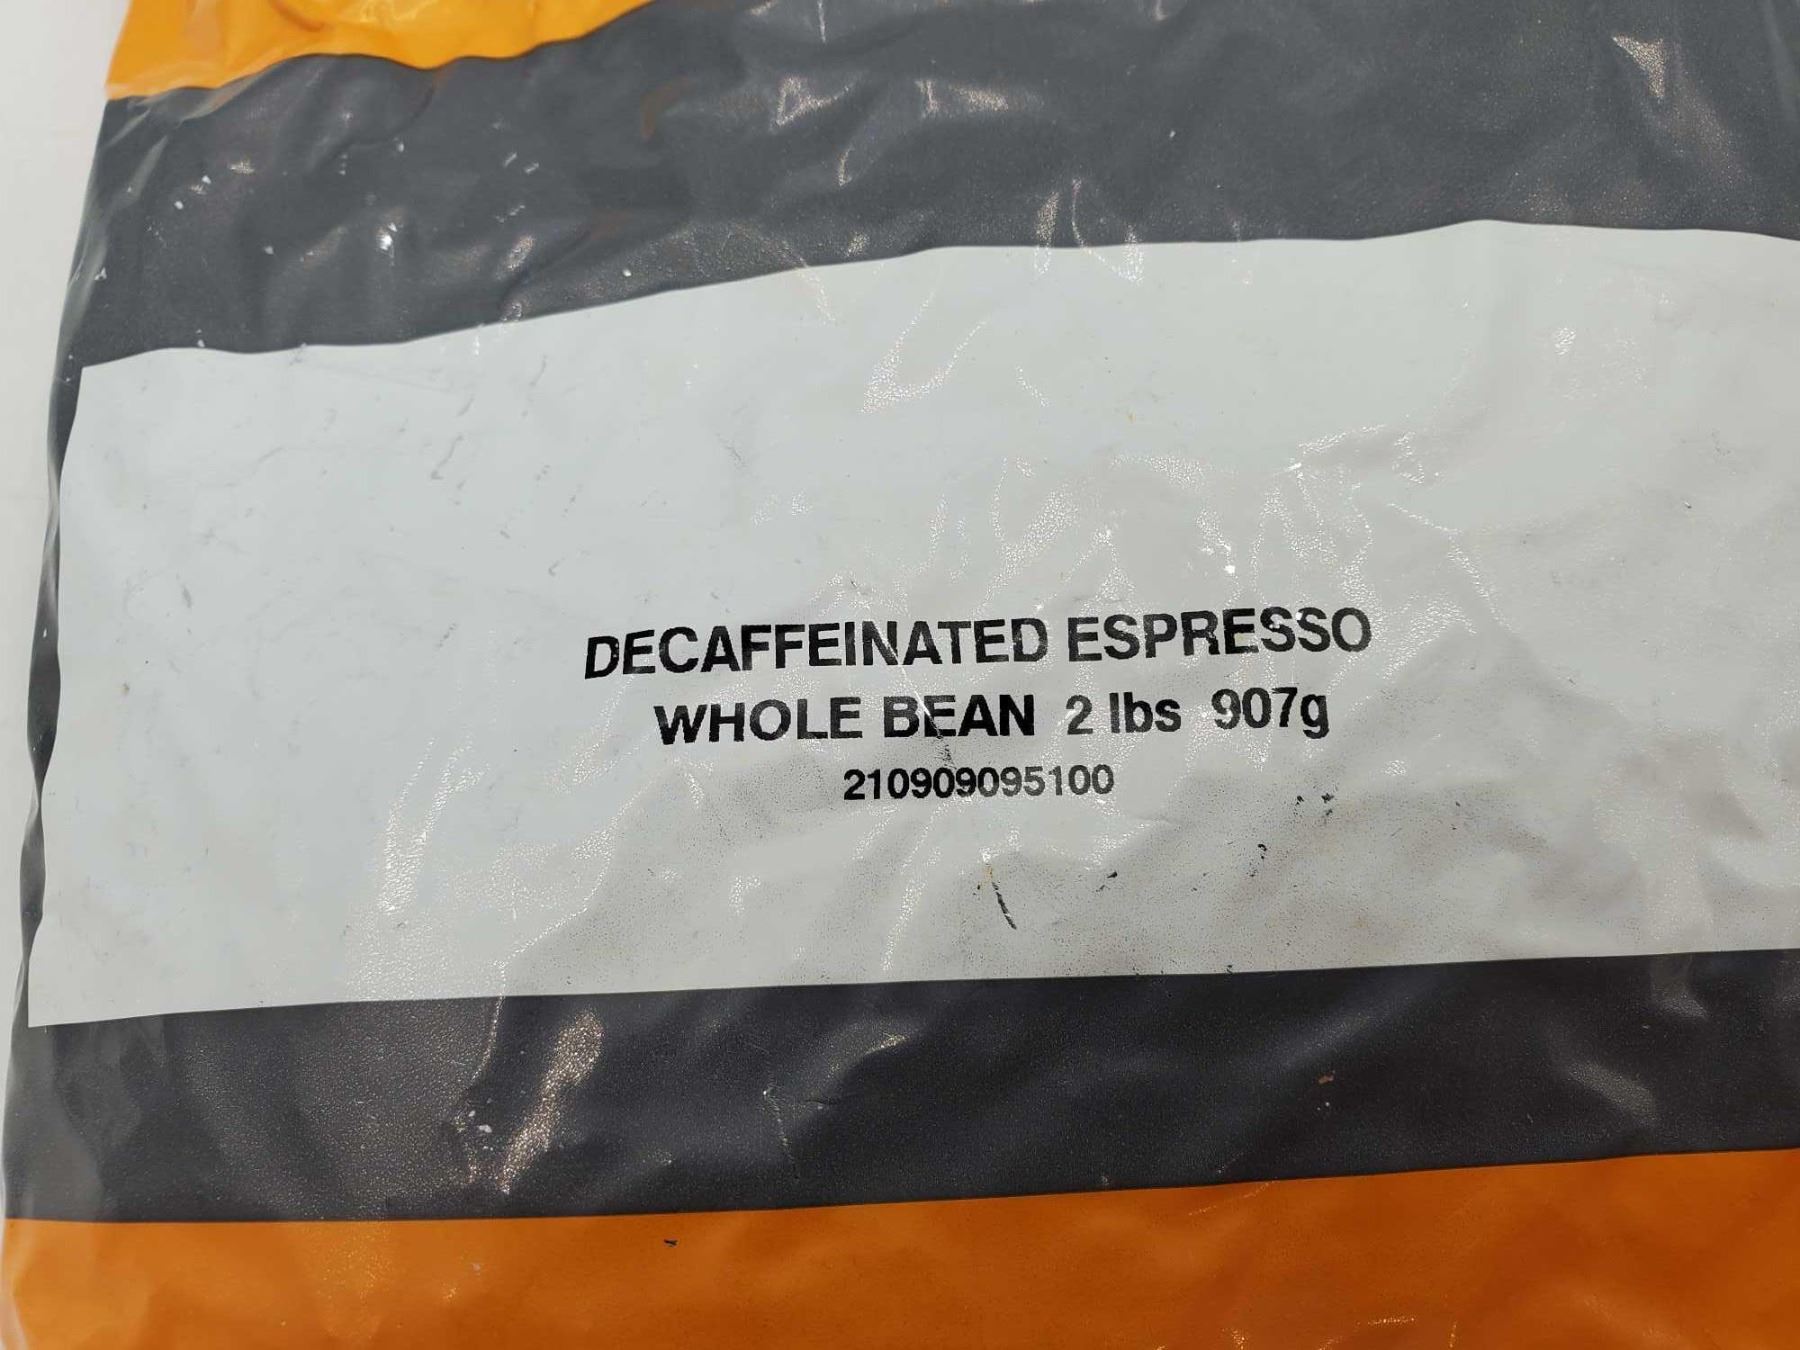 DECAFFEINATED ESPRESSO
WHOLE BEAN 2 lbs 907g
210909095100